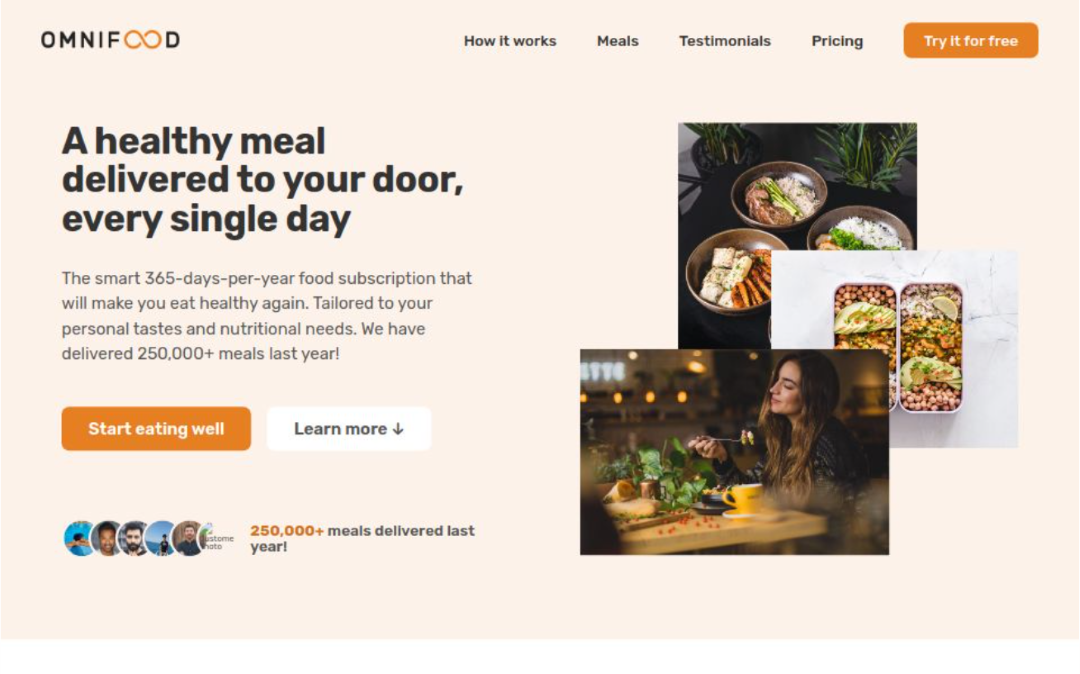 OMNIFOOD
How it works
Meals
Testimonials
Pricing
Try it for free
A healthy meal
delivered to your door,
every single day
The smart 365-days-per-year food subscription that
will make you eat healthy again. Tailored to your
personal tastes and nutritional needs. We have
delivered 250,000+ meals last year!
Start eating well
Learn more ↓
250,000+ meals delivered last
year!